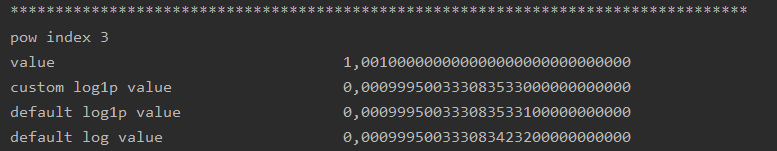 ******************************************************************************************
pow index 3
value 1,001000000000000000000000000000
custom log1p value 0,000999500333083533000000000000
default log1p value 0,000999500333083533100000000000
default log value 0,000999500333083423200000000000